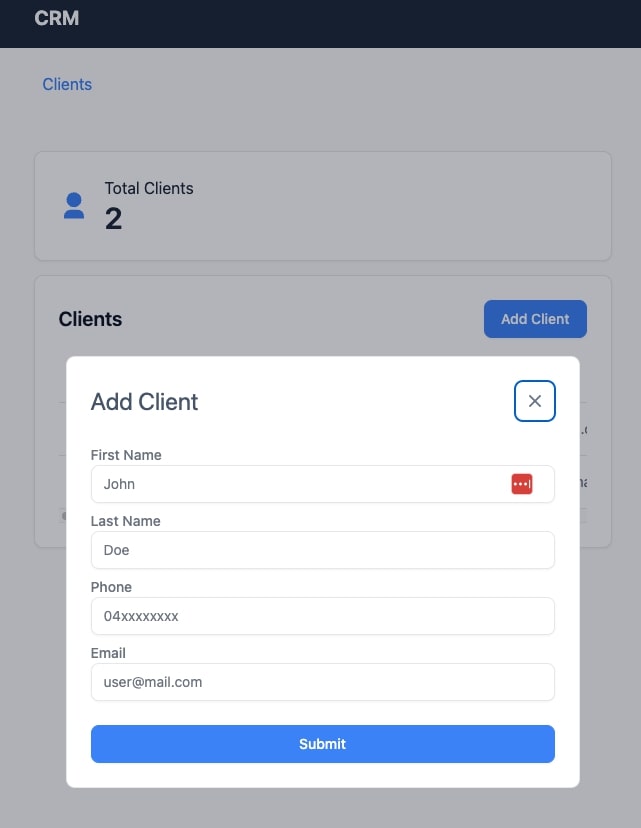 CRM
Clients
Total Clients
2
Clients
Add Client
Add Client
First Name
John
Last Name
Doe
Phone
04xxxxxxxx
Email
user@mail.com
Submit